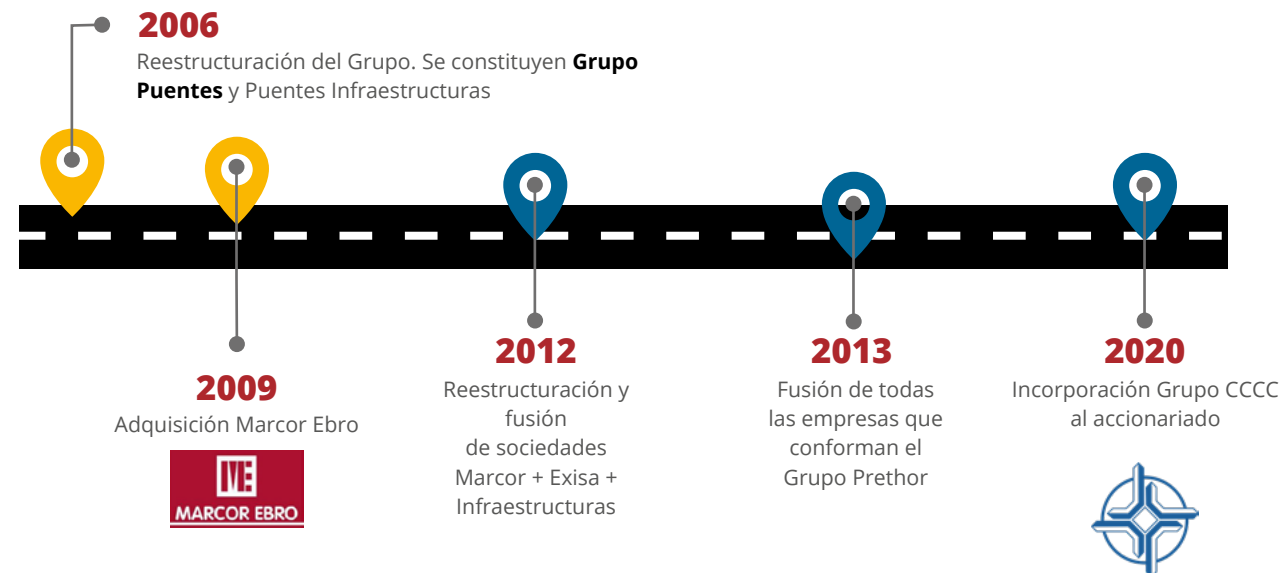 2006
Reestructuración del Grupo. Se constituyen Grupo
Puentes y Puentes Infraestructuras
2009
Adquisición Marcor Ebro
MARCOR EBRO
2012
Reestructuración y
fusión
de sociedades
Marcor + Exisa +
Infraestructuras
2013
Fusión de todas
las empresas que
conforman el
Grupo Prethor
2020
Incorporación Grupo CCCC
al accionariado